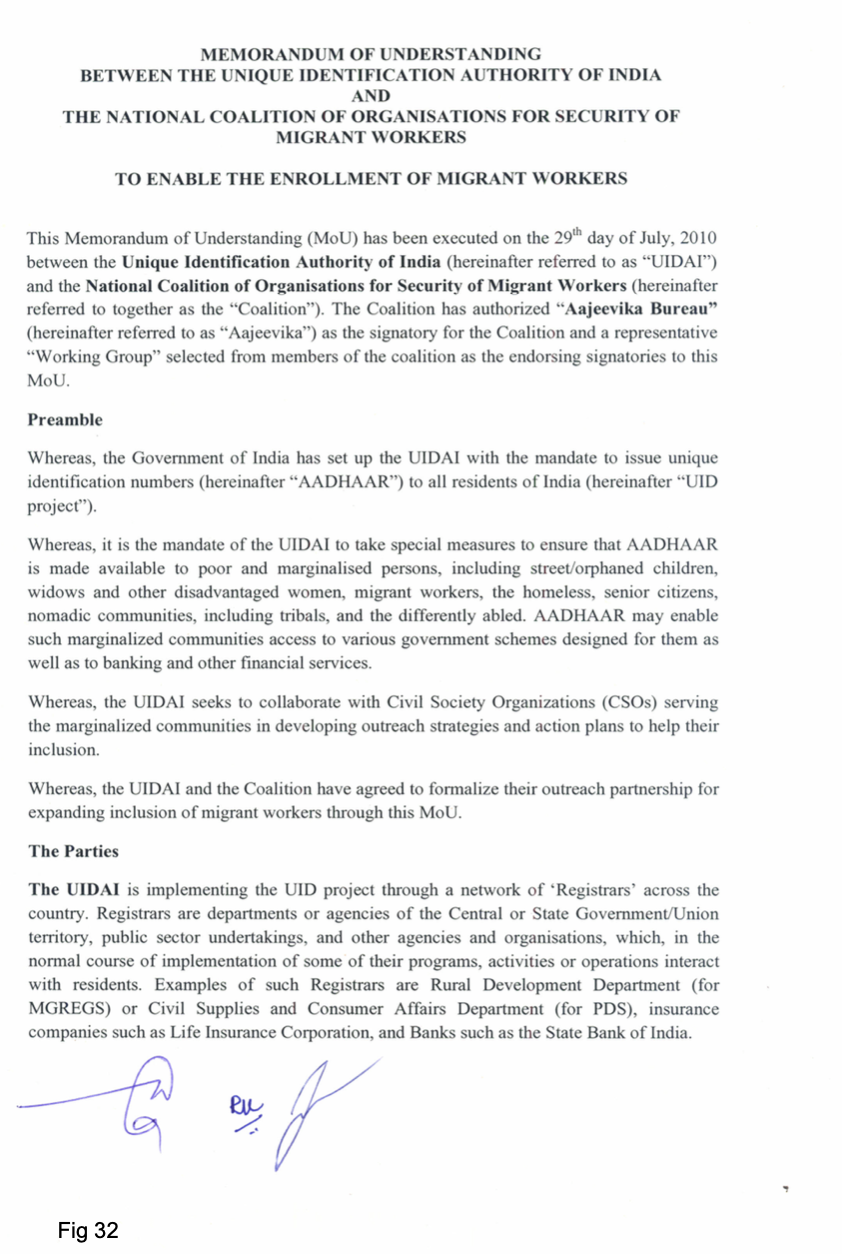 MEMORANDUM OF UNDERSTANDING
BETWEEN THE UNIQUE IDENTIFICATION AUTHORITY OF INDIA
AND
THE NATIONAL COALITION OF ORGANISATIONS FOR SECURITY OF
MIGRANT WORKERS
TO ENABLE THE ENROLLMENT OF MIGRANT WORKERS
This Memorandum of Understanding (MoU) has been executed on the 29th day of July, 2010
between the Unique Identification Authority of India (hereinafter referred to as “UIDAI”)
and the National Coalition of Organisations for Security of Migrant Workers (hereinafter
referred to together as the “Coalition”). The Coalition has authorized “Aajeevika Bureau”
(hereinafter referred to as “Aajeevika”) as the signatory for the Coalition and a representative
“Working Group” selected from members of the coalition as the endorsing signatories to this
MoU.
Preamble
Whereas, the Government of India has set up the UIDAI with the mandate to issue unique
identification numbers (hereinafter “AADHAAR”) to all residents of India (hereinafter “UID
project”).
Whereas, it is the mandate of the UIDAI to take special measures to ensure that AADHAAR
is made available to poor and marginalised persons, including street/orphaned children,
widows and other disadvantaged women, migrant workers, the homeless, senior citizens,
nomadic communities, including tribals, and the differently abled. AADHAAR may enable
such marginalized communities access to various government schemes designed for them as
well as to banking and other financial services.
Whereas, the UIDAI seeks to collaborate with Civil Society Organizations (CSOs) serving
the marginalized communities in developing outreach strategies and action plans to help their
inclusion.
Whereas, the UIDAI and the Coalition have agreed to formalize their outreach partnership for
expanding inclusion of migrant workers through this MoU.
The Parties
The UIDAI is implementing the UID project through a network of ‘Registrars’ across the
country. Registrars are departments or agencies of the Central or State Government/Union
territory, public sector undertakings, and other agencies and organisations, which, in the
normal course of implementation of some of their programs, activities or operations interact
with residents. Examples of such Registrars are Rural Development Department (for
MGREGS) or Civil Supplies and Consumer Affairs Department (for PDS), insurance
companies such as Life Insurance Corporation, and Banks such as the State Bank of India.
Fig 32